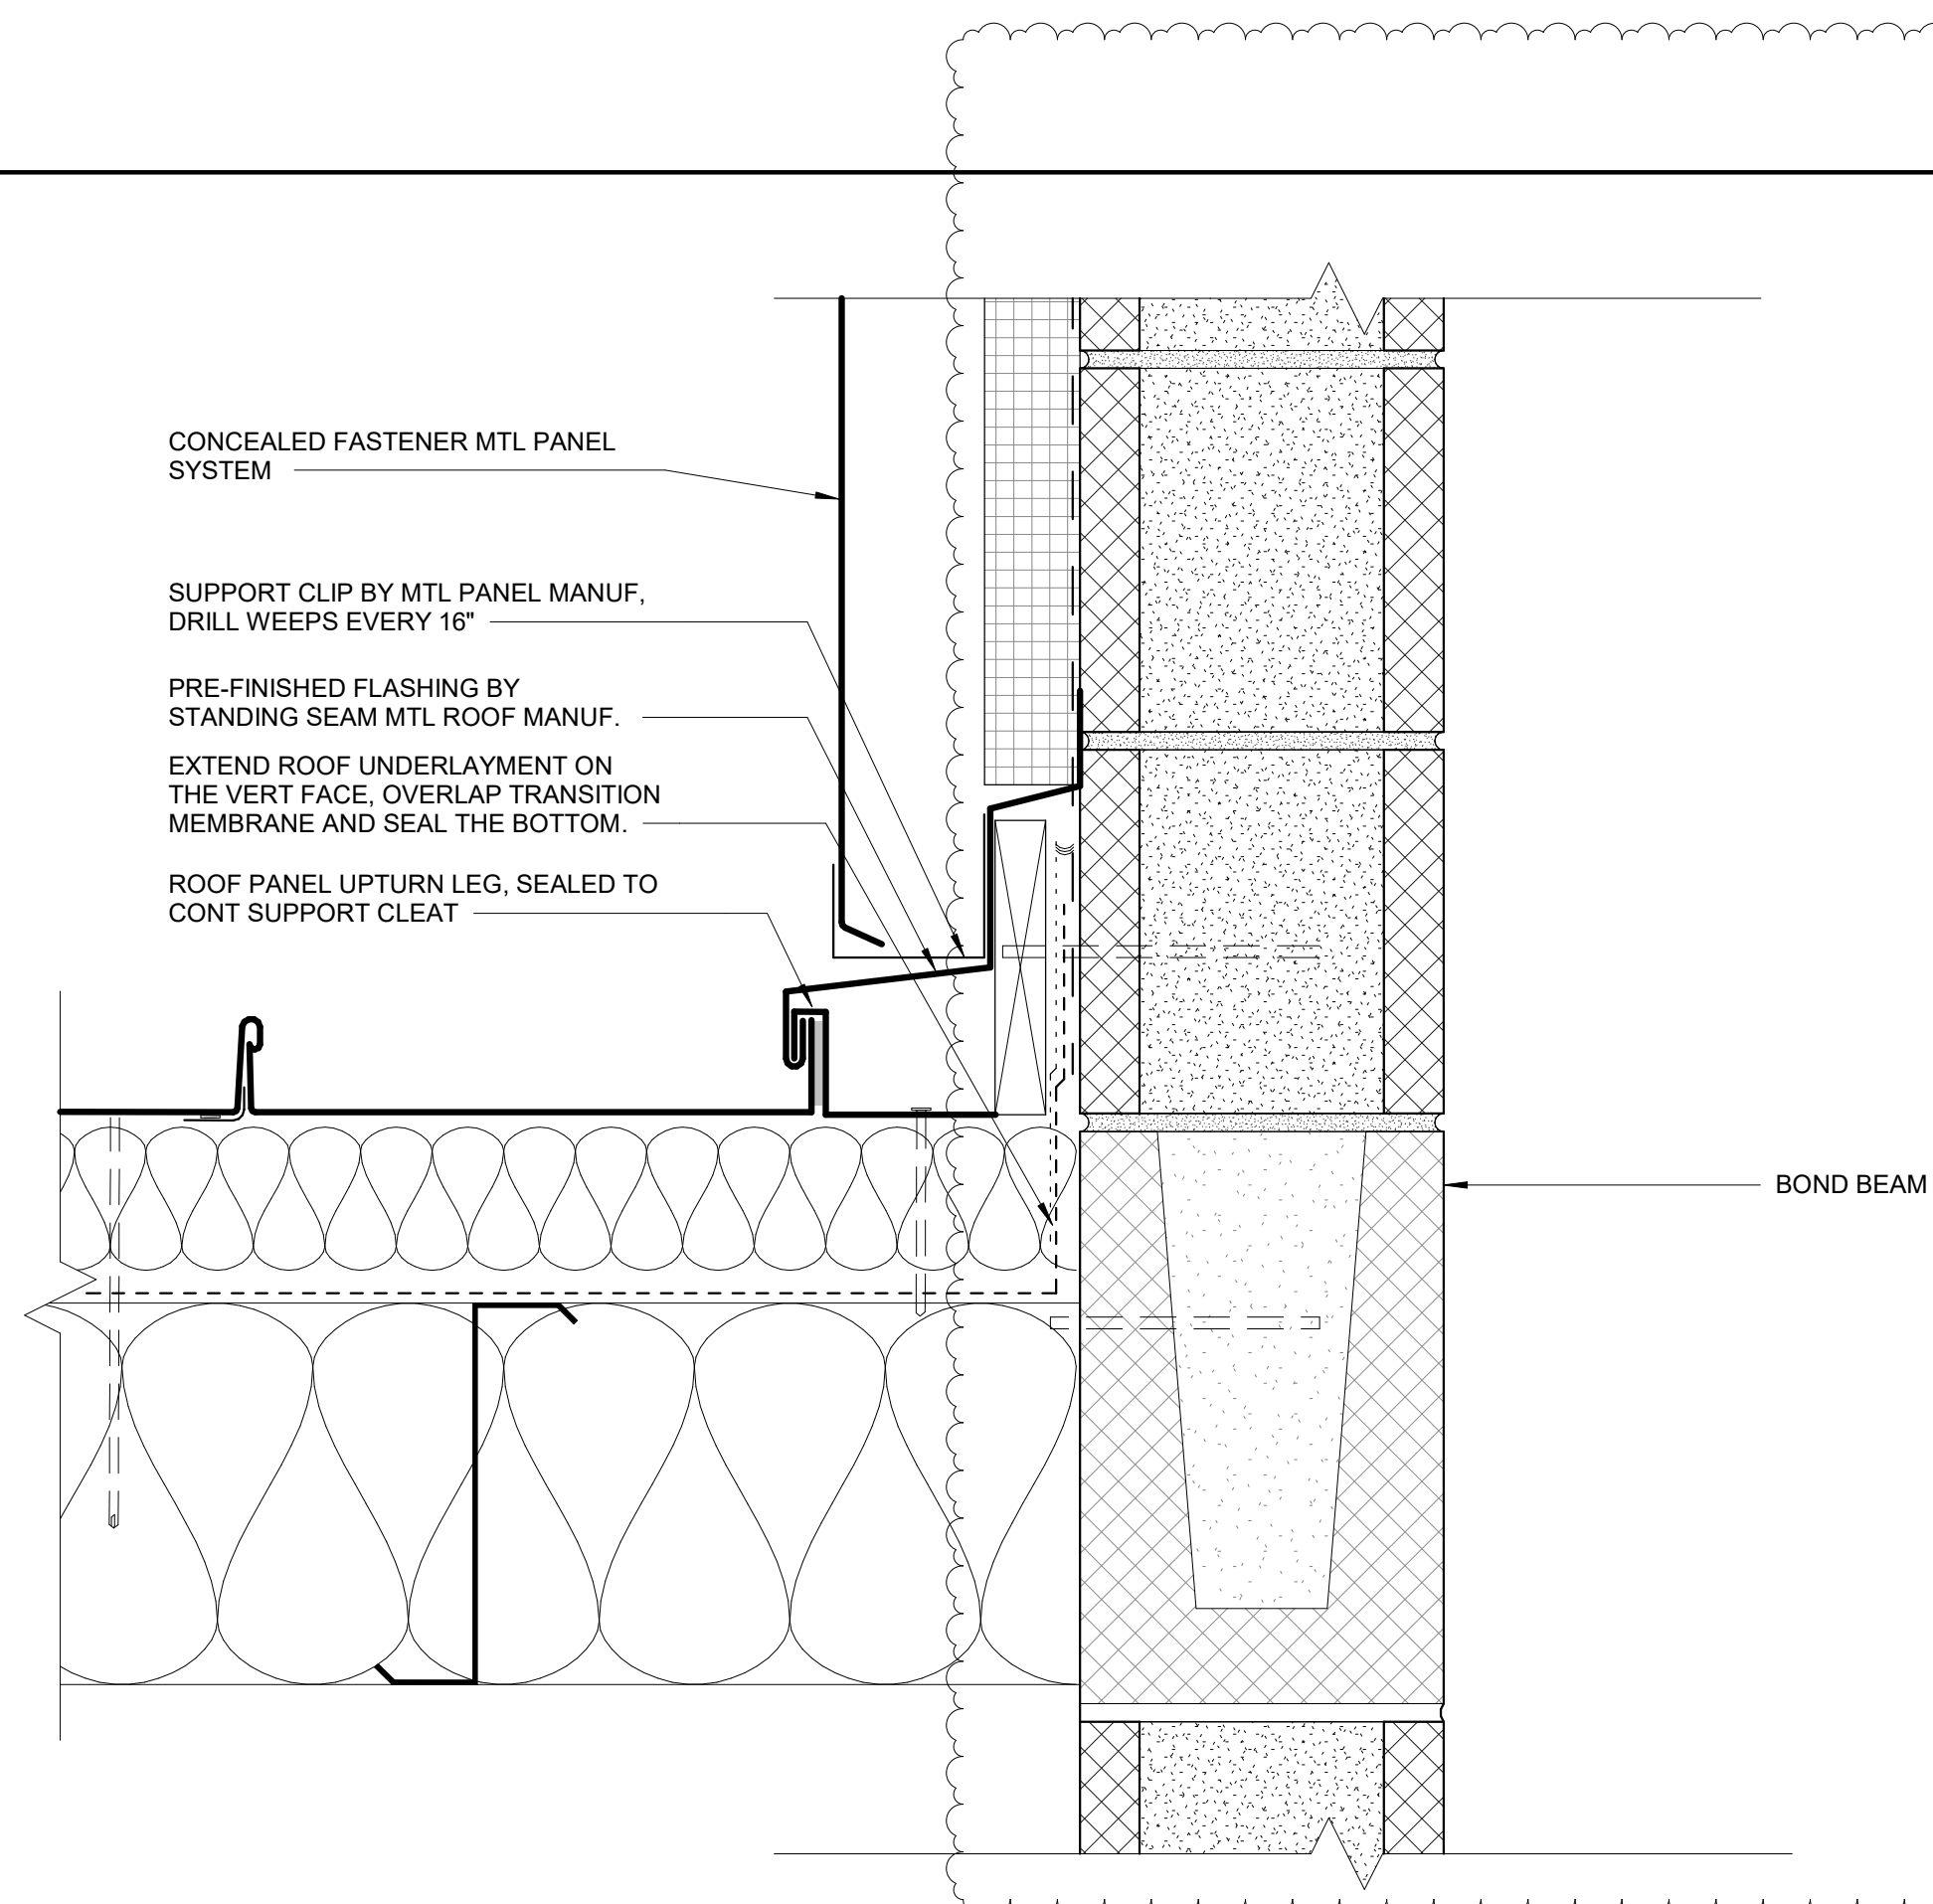 CONCEALED FASTENER MTL PANEL
SYSTEM
SUPPORT CLIP BY MTL PANEL MANUF,
DRILL WEEPS EVERY 16"
PRE-FINISHED FLASHING BY
STANDING SEAM MTL ROOF MANUF.
EXTEND ROOF UNDERLAYMENT ON
THE VERT FACE, OVERLAP TRANSITION
MEMBRANE AND SEAL THE BOTTOM.
ROOF PANEL UPTURN LEG, SEALED TO
CONT SUPPORT CLEAT
BOND BEAM